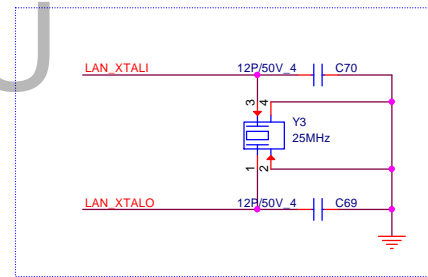 LAN_XTALI 12P/50V_4 C70
3 4
Y3
25MHz
1 2
LAN_XTALO 12P/50V_4 C69